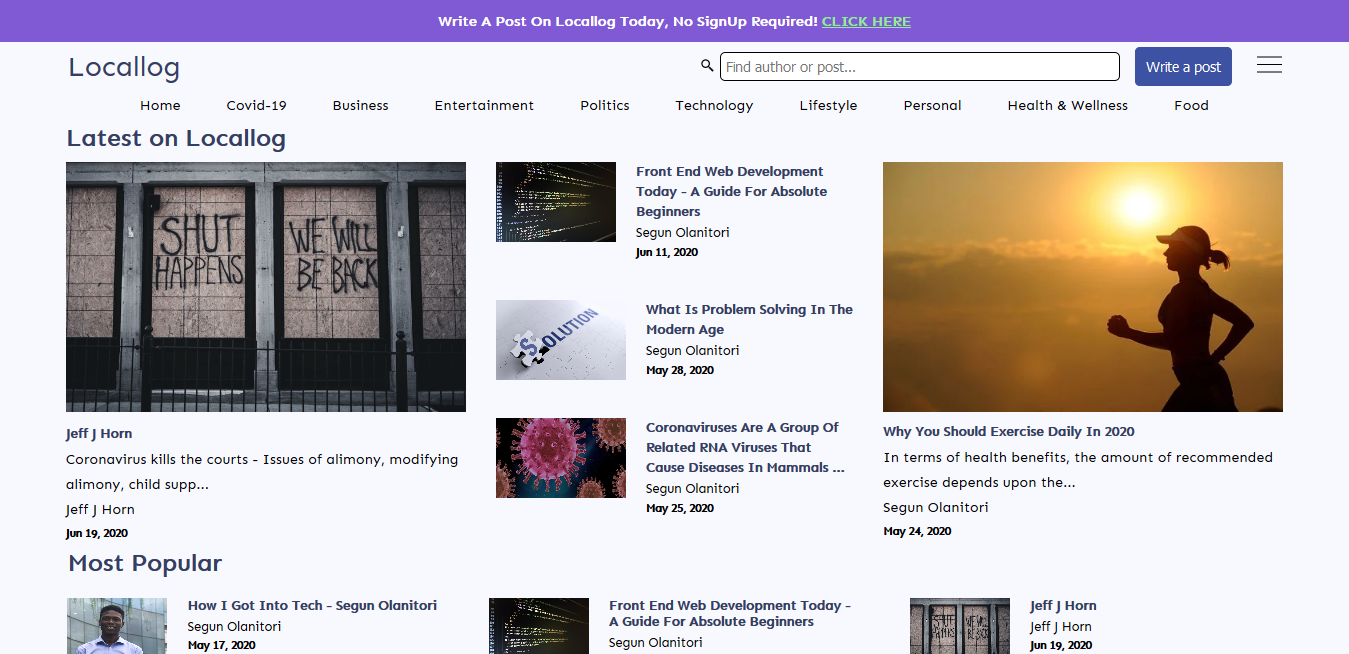 Write A Post On Locallog Today, No SignUp Required! CLICK HERE
Locallog
Find author or post...
Write a post
Home Covid-19 Business Entertainment Politics Technology Lifestyle Personal Health & Wellness Food
Latest on Locallog
SHUT HAPPENS
WE WILL BE BACK
Jeff J Horn
Coronavirus kills the courts - Issues of alimony, modifying
alimony, child supp...
Jeff J Horn
Jun 19, 2020
Front End Web Development
Today - A Guide For Absolute
Beginners
Segun Olanitori
Jun 11, 2020
SOLUTION
What Is Problem Solving In The
Modern Age
Segun Olanitori
May 28, 2020
Coronaviruses Are A Group Of
Related RNA Viruses That
Cause Diseases In Mammals ...
Segun Olanitori
May 25, 2020
Why You Should Exercise Daily In 2020
In terms of health benefits, the amount of recommended
exercise depends upon the...
Segun Olanitori
May 24, 2020
Most Popular
How I Got Into Tech - Segun Olanitori
Segun Olanitori
May 17, 2020
Front End Web Development Today -
A Guide For Absolute Beginners
Segun Olanitori
Jeff J Horn
Jeff J Horn
Jun 19, 2020